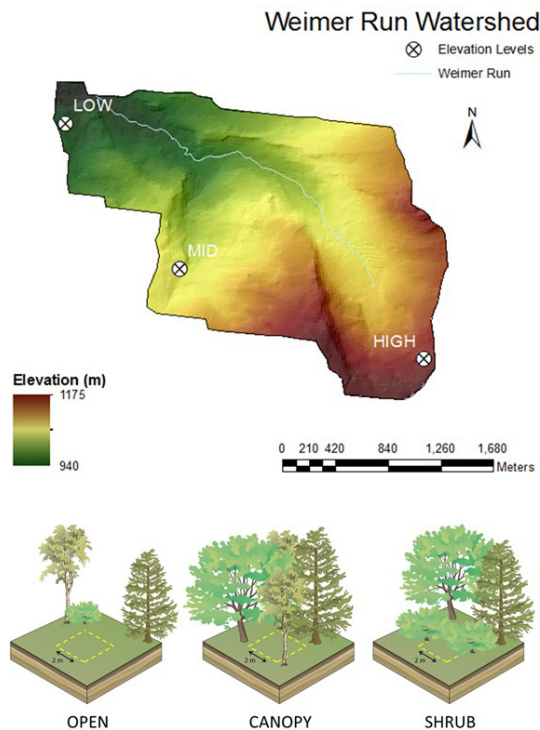 Weimer Run Watershed
Elevation Levels
Weimer Run
N
LOW
MID
HIGH
Elevation (m)
1175
940
0 210 420 840 1,260 1,680
Meters
2 m 2 m 2 m
OPEN CANOPY SHRUB